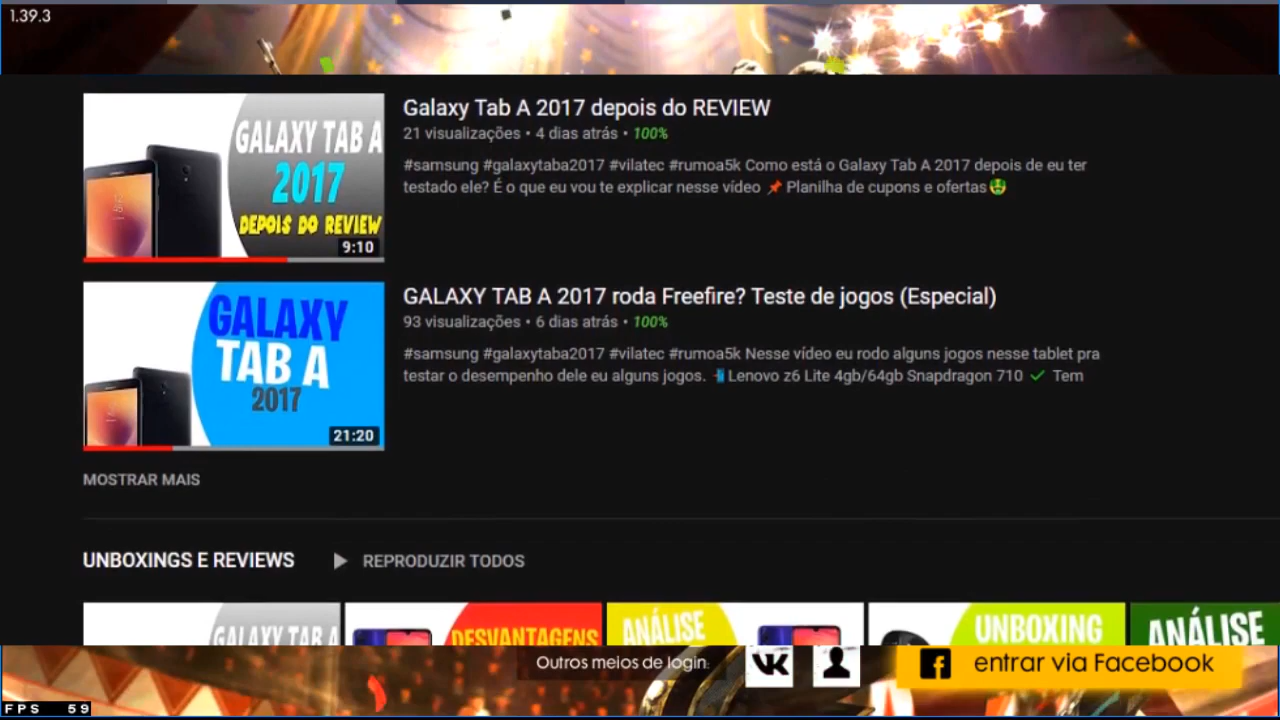 1.39.3
GALAXY TAB A
2017
DEPOIS DO REVIEW
9:10
Galaxy Tab A 2017 depois do REVIEW
21 visualizações • 4 dias atrás • 100%
#samsung #galaxytaba2017 #vilatec #rumoa5k Como está o Galaxy Tab A 2017 depois de eu ter
testado ele? É o que eu vou te explicar nesse vídeo 📌 Planilha de cupons e ofertas 🤑
GALAXY
TAB A
2017
21:20
GALAXY TAB A 2017 roda Freefire? Teste de jogos (Especial)
93 visualizações • 6 dias atrás • 100%
#samsung #galaxytaba2017 #vilatec #rumoa5k Nesse vídeo eu rodo alguns jogos nesse tablet pra
testar o desempenho dele eu alguns jogos. 📲 Lenovo z6 Lite 4gb/64gb Snapdragon 710 ✔ Tem
MOSTRAR MAIS
UNBOXINGS E REVIEWS ▶ REPRODUZIR TODOS
GALAXY TAB A
DESVANTAGENS
ANÁLISE
UNBOXING
ANÁLISE
Outros meios de login:
entrar via Facebook
FPS 59